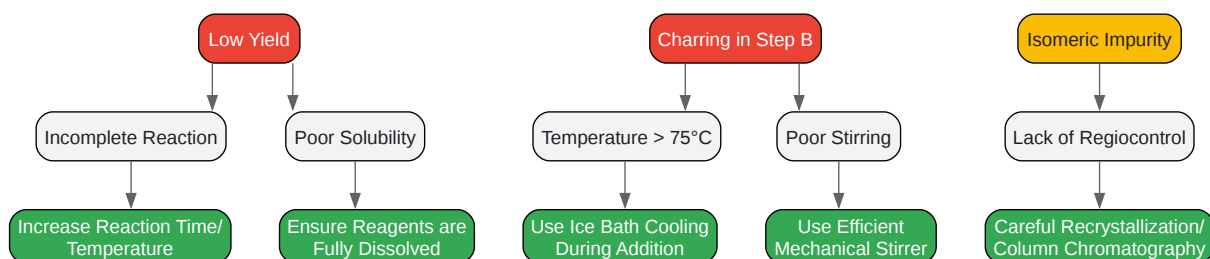 Low Yield
Charring in Step B
Isomeric Impurity
Incomplete Reaction
Poor Solubility
Temperature > 75°C
Poor Stirring
Lack of Regiocontrol
Increase Reaction Time/
Temperature
Ensure Reagents are
Fully Dissolved
Use Ice Bath Cooling
During Addition
Use Efficient
Mechanical Stirrer
Careful Recrystallization/
Column Chromatography